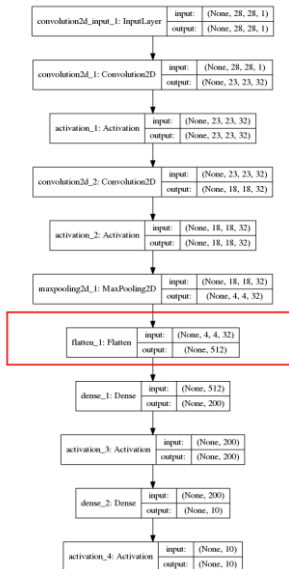 convolution2d_input_1: InputLayer
input: (None, 28, 28, 1)
output: (None, 28, 28, 1)
convolution2d_1: Convolution2D
input: (None, 28, 28, 1)
output: (None, 23, 23, 32)
activation_1: Activation
input: (None, 23, 23, 32)
output: (None, 23, 23, 32)
convolution2d_2: Convolution2D
input: (None, 23, 23, 32)
output: (None, 18, 18, 32)
activation_2: Activation
input: (None, 18, 18, 32)
output: (None, 18, 18, 32)
maxpooling2d_1: MaxPooling2D
input: (None, 18, 18, 32)
output: (None, 4, 4, 32)
flatten_1: Flatten
input: (None, 4, 4, 32)
output: (None, 512)
dense_1: Dense
input: (None, 512)
output: (None, 200)
activation_3: Activation
input: (None, 200)
output: (None, 200)
dense_2: Dense
input: (None, 200)
output: (None, 10)
activation_4: Activation
input: (None, 10)
output: (None, 10)